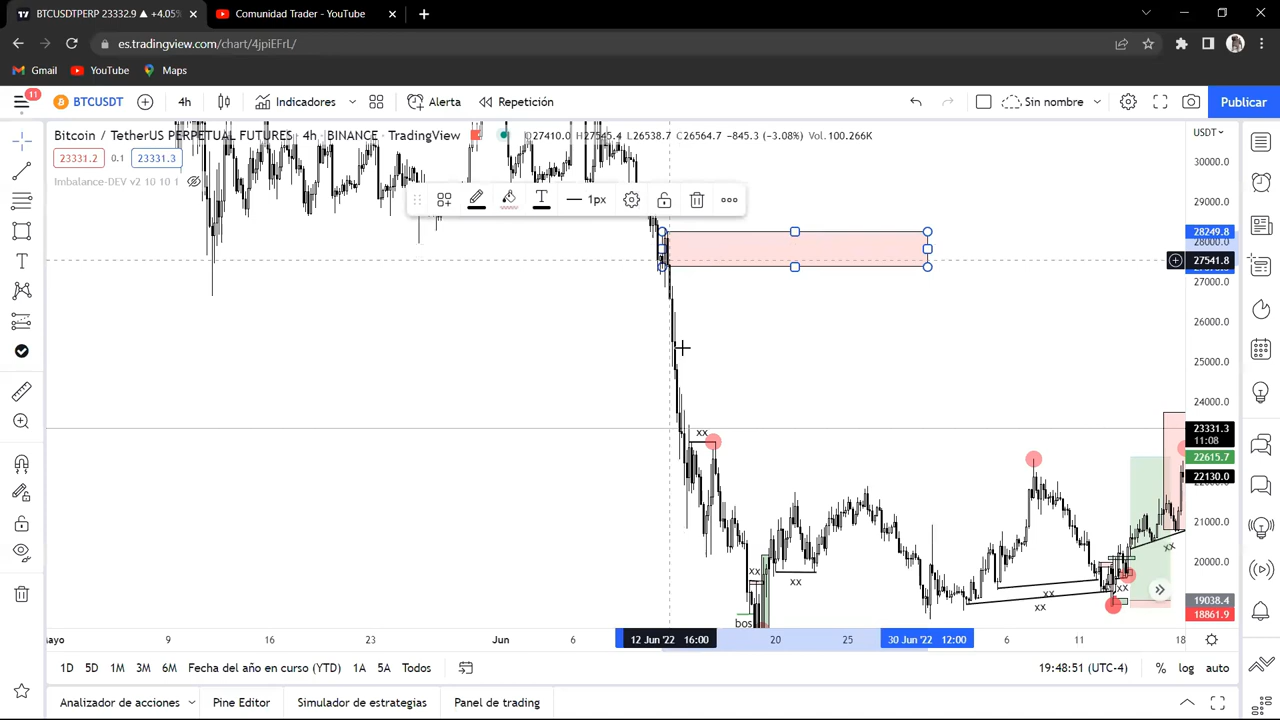 BTCUSDTPERP 23332.9 ▲ +4.05%
Comunidad Trader - YouTube
es.tradingview.com/chart/4jpiEFrL/
Gmail YouTube Maps
11
BTCUSDT 4h Indicadores Alerta Repetición Sin nombre Publicar
Bitcoin / TetherUS PERPETUAL FUTURES · 4h · BINANCE · TradingView
O27410.0 H27545.4 L26538.7 C26564.7 −845.3 (−3.08%) Vol.100.266K
USDT
23331.2 0.1 23331.3
Imbalance-DEV v2 10 10 1
1px
30000.0
29000.0
28249.8
28000.0
27541.8
27000.0
26000.0
25000.0
24000.0
23331.3
11:08
22615.7
22130.0
21000.0
20000.0
19038.4
18861.9
xx
xx
xx
xx
xx
xx
xx
bos
mayo 9 16 23 Jun 6 12 Jun '22 16:00 20 25 30 Jun '22 12:00 6 11 18
1D 5D 1M 3M 6M Fecha del año en curso (YTD) 1A 5A Todos
19:48:51 (UTC-4) % log auto
Analizador de acciones Pine Editor Simulador de estrategias Panel de trading